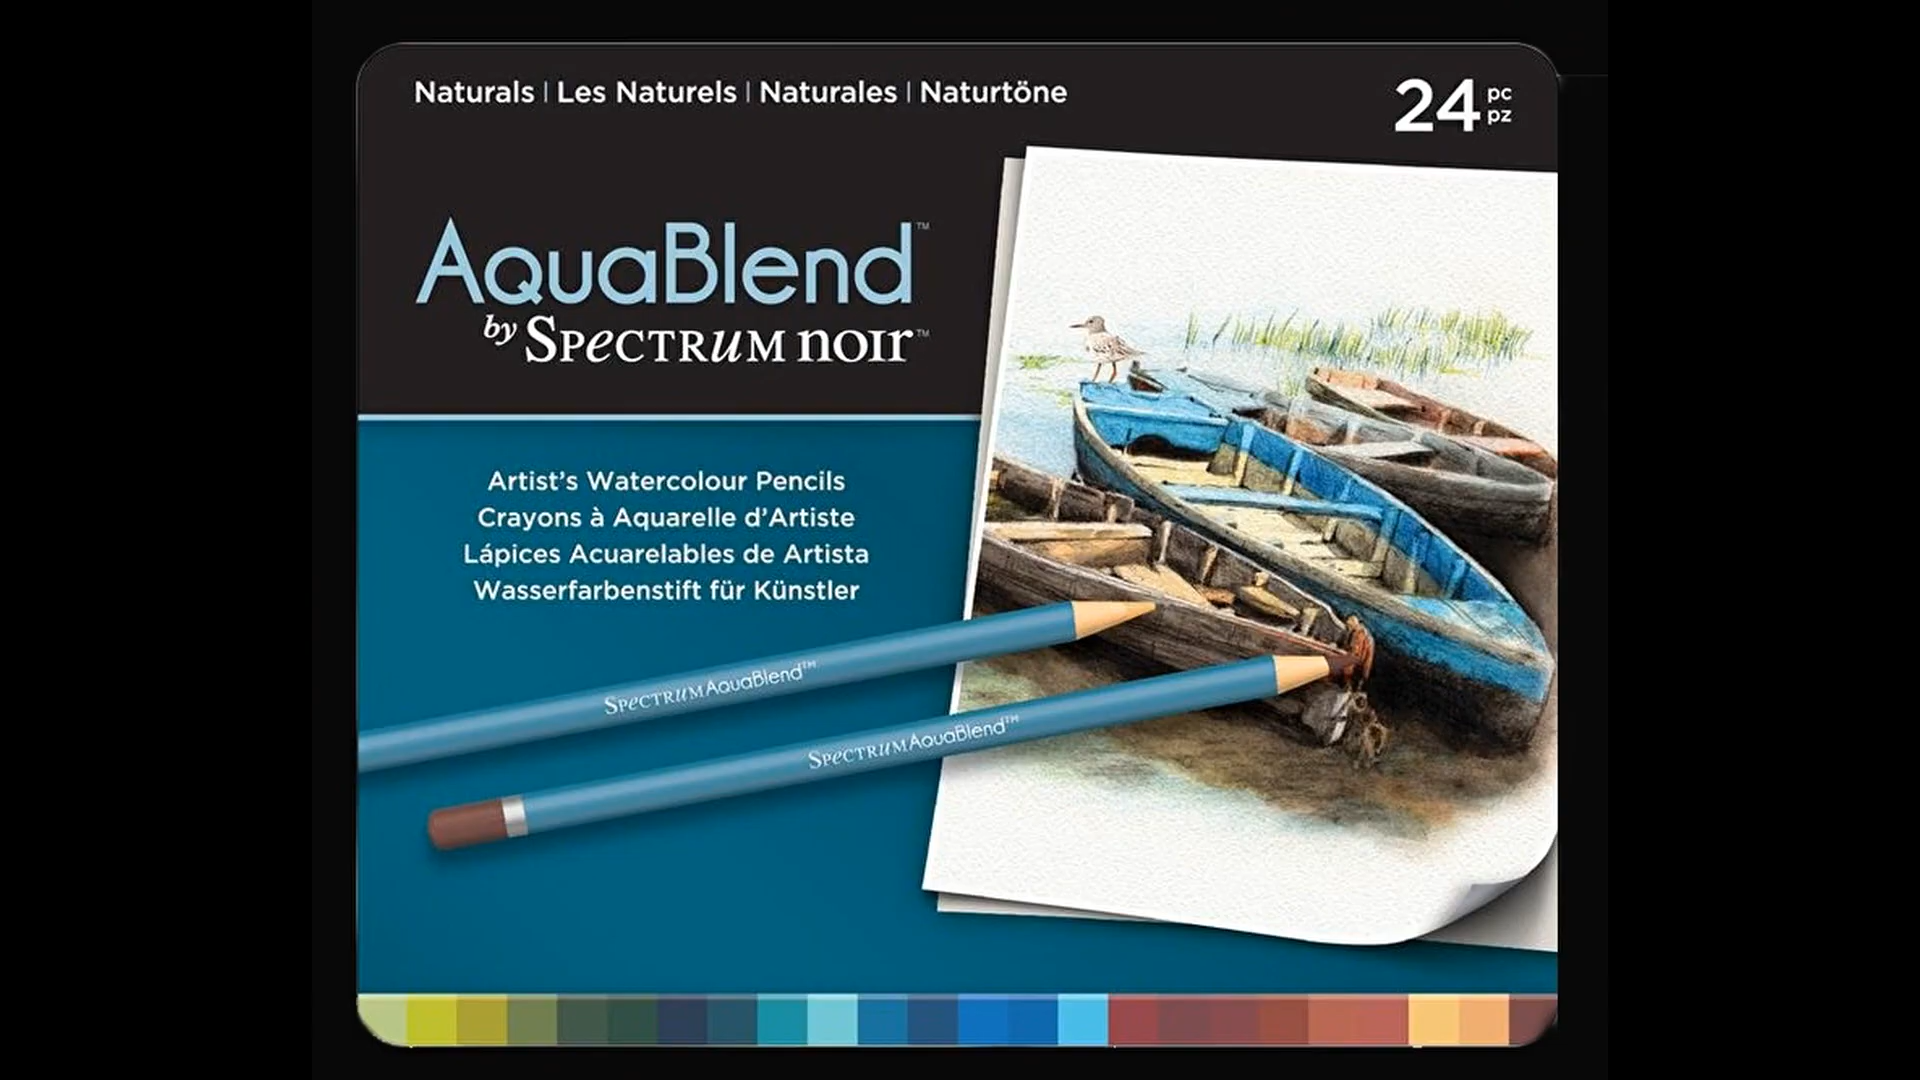 Naturals | Les Naturels | Naturales | Naturtöne
24 pc pz
AquaBlend™
by Spectrum noir™
Artist's Watercolour Pencils
Crayons à Aquarelle d'Artiste
Lápices Acuarelables de Artista
Wasserfarbenstift für Künstler
SpectrumAquaBlend™
SpectrumAquaBlend™